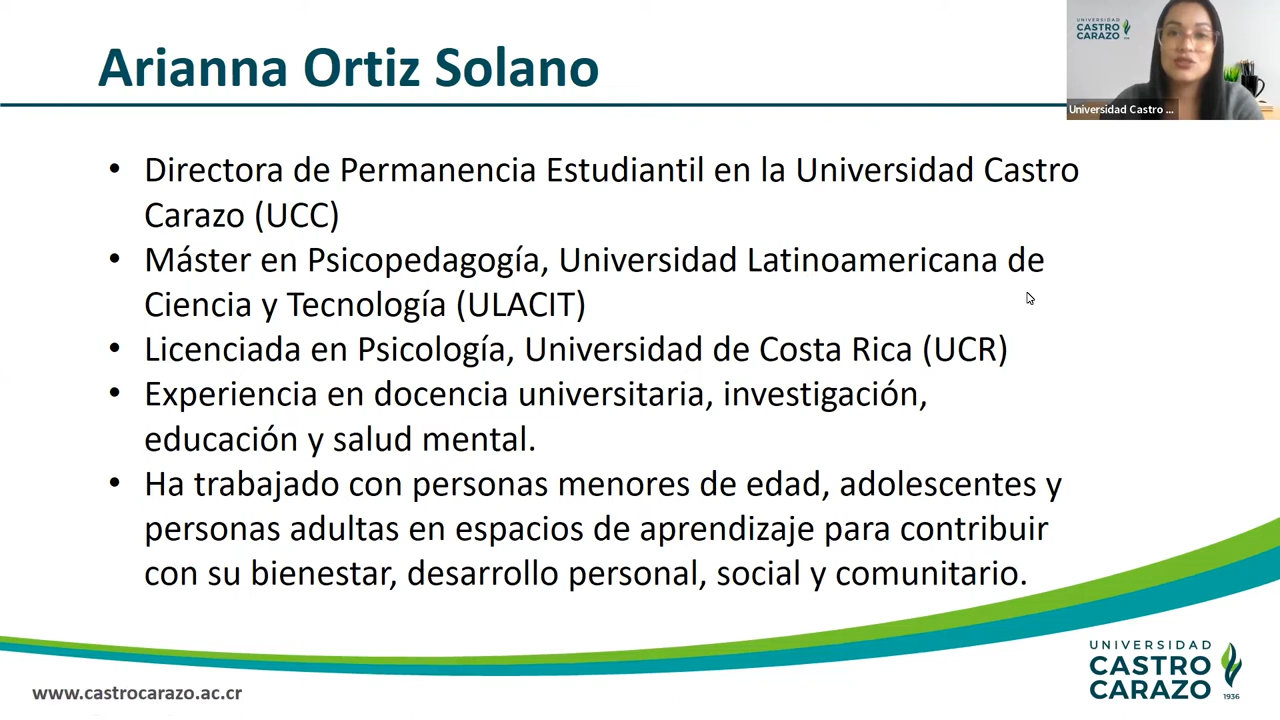 Arianna Ortiz Solano
UNIVERSIDAD
CASTRO
CARAZO
Universidad Castro ...
• Directora de Permanencia Estudiantil en la Universidad Castro
Carazo (UCC)
• Máster en Psicopedagogía, Universidad Latinoamericana de
Ciencia y Tecnología (ULACIT)
• Licenciada en Psicología, Universidad de Costa Rica (UCR)
• Experiencia en docencia universitaria, investigación,
educación y salud mental.
• Ha trabajado con personas menores de edad, adolescentes y
personas adultas en espacios de aprendizaje para contribuir
con su bienestar, desarrollo personal, social y comunitario.
www.castrocarazo.ac.cr
UNIVERSIDAD
CASTRO
CARAZO
1936